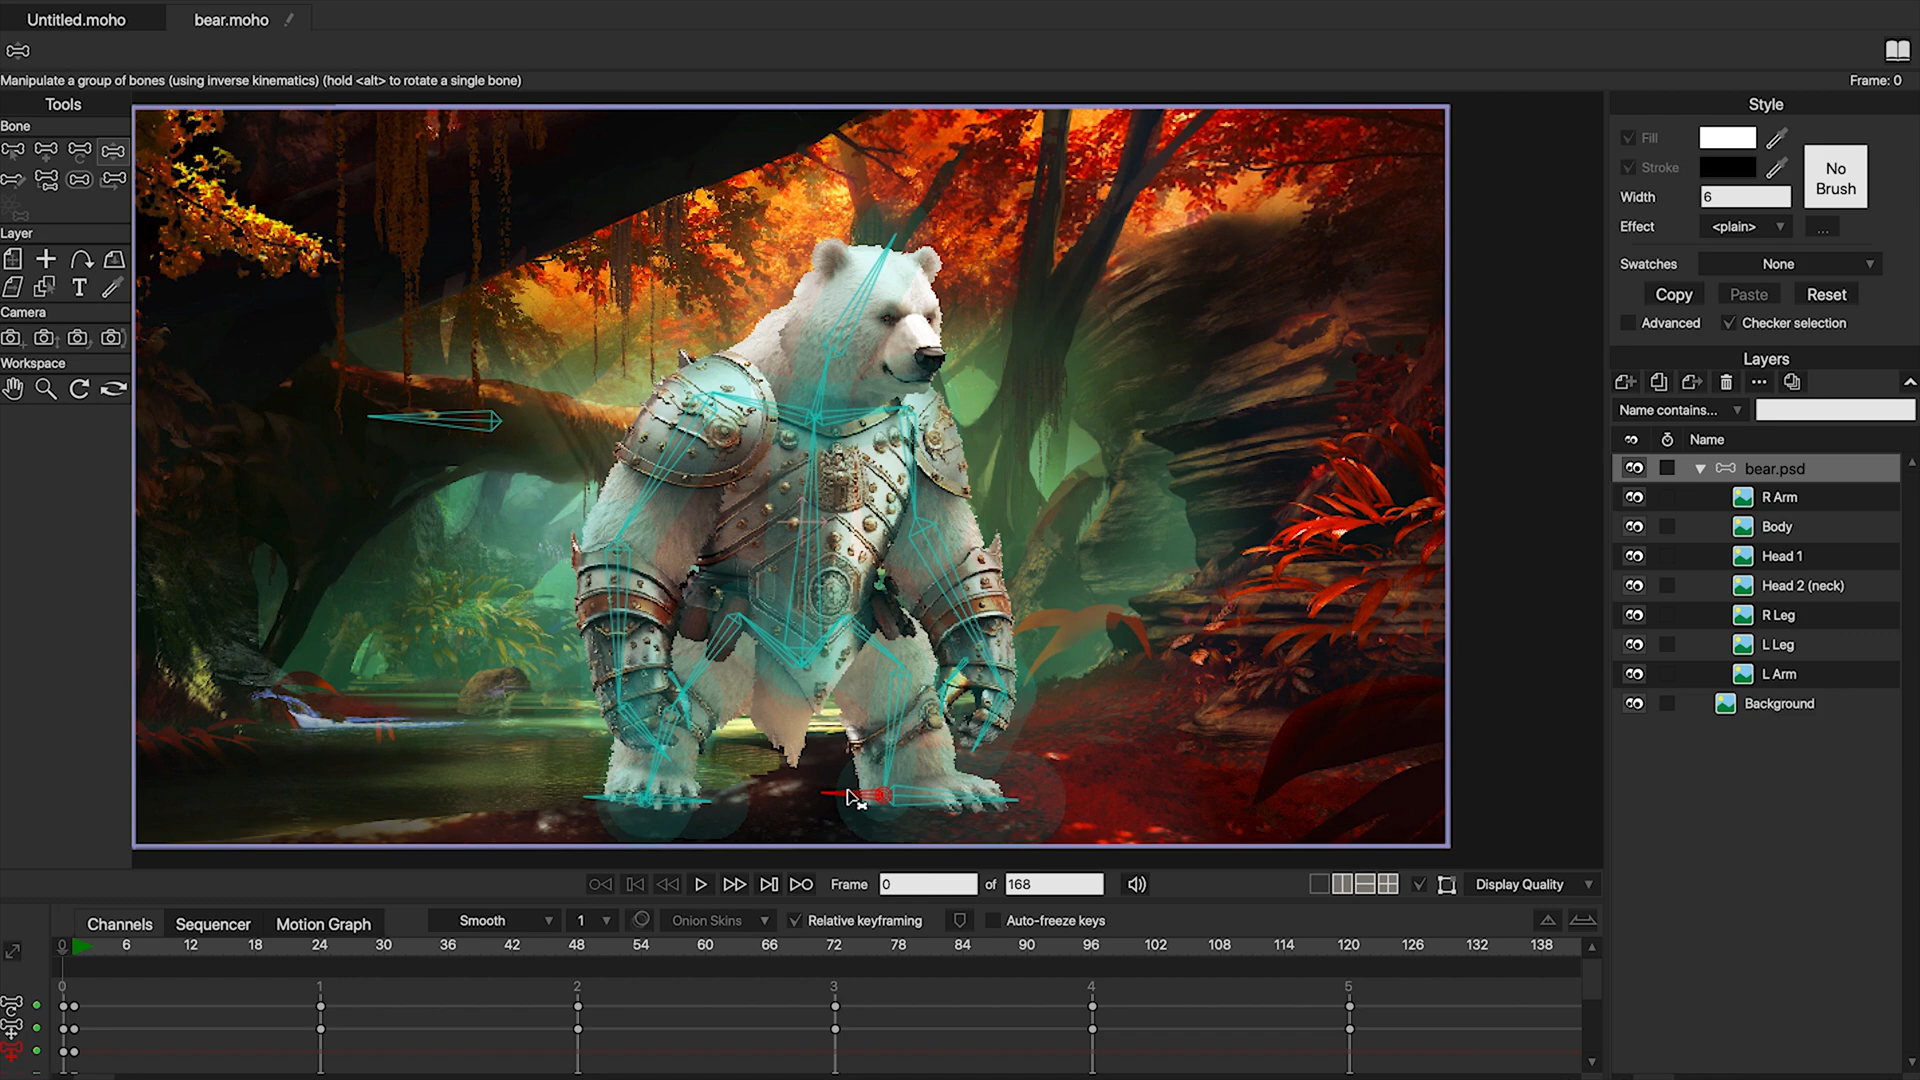 Untitled.moho
bear.moho
Manipulate a group of bones (using inverse kinematics) (hold <alt> to rotate a single bone)
Frame: 0
Tools
Bone
Layer
T
Camera
Workspace
Style
Fill
Stroke
No
Brush
Width
6
Effect
<plain>
...
Swatches
None
Copy
Paste
Reset
Advanced
Checker selection
Layers
Name contains...
Name
bear.psd
R Arm
Body
Head 1
Head 2 (neck)
R Leg
L Leg
L Arm
Background
Frame
0
of
168
Display Quality
Channels
Sequencer
Motion Graph
Smooth
1
Onion Skins
Relative keyframing
Auto-freeze keys
0 6 12 18 24 30 36 42 48 54 60 66 72 78 84 90 96 102 108 114 120 126 132 138
0 1 2 3 4 5